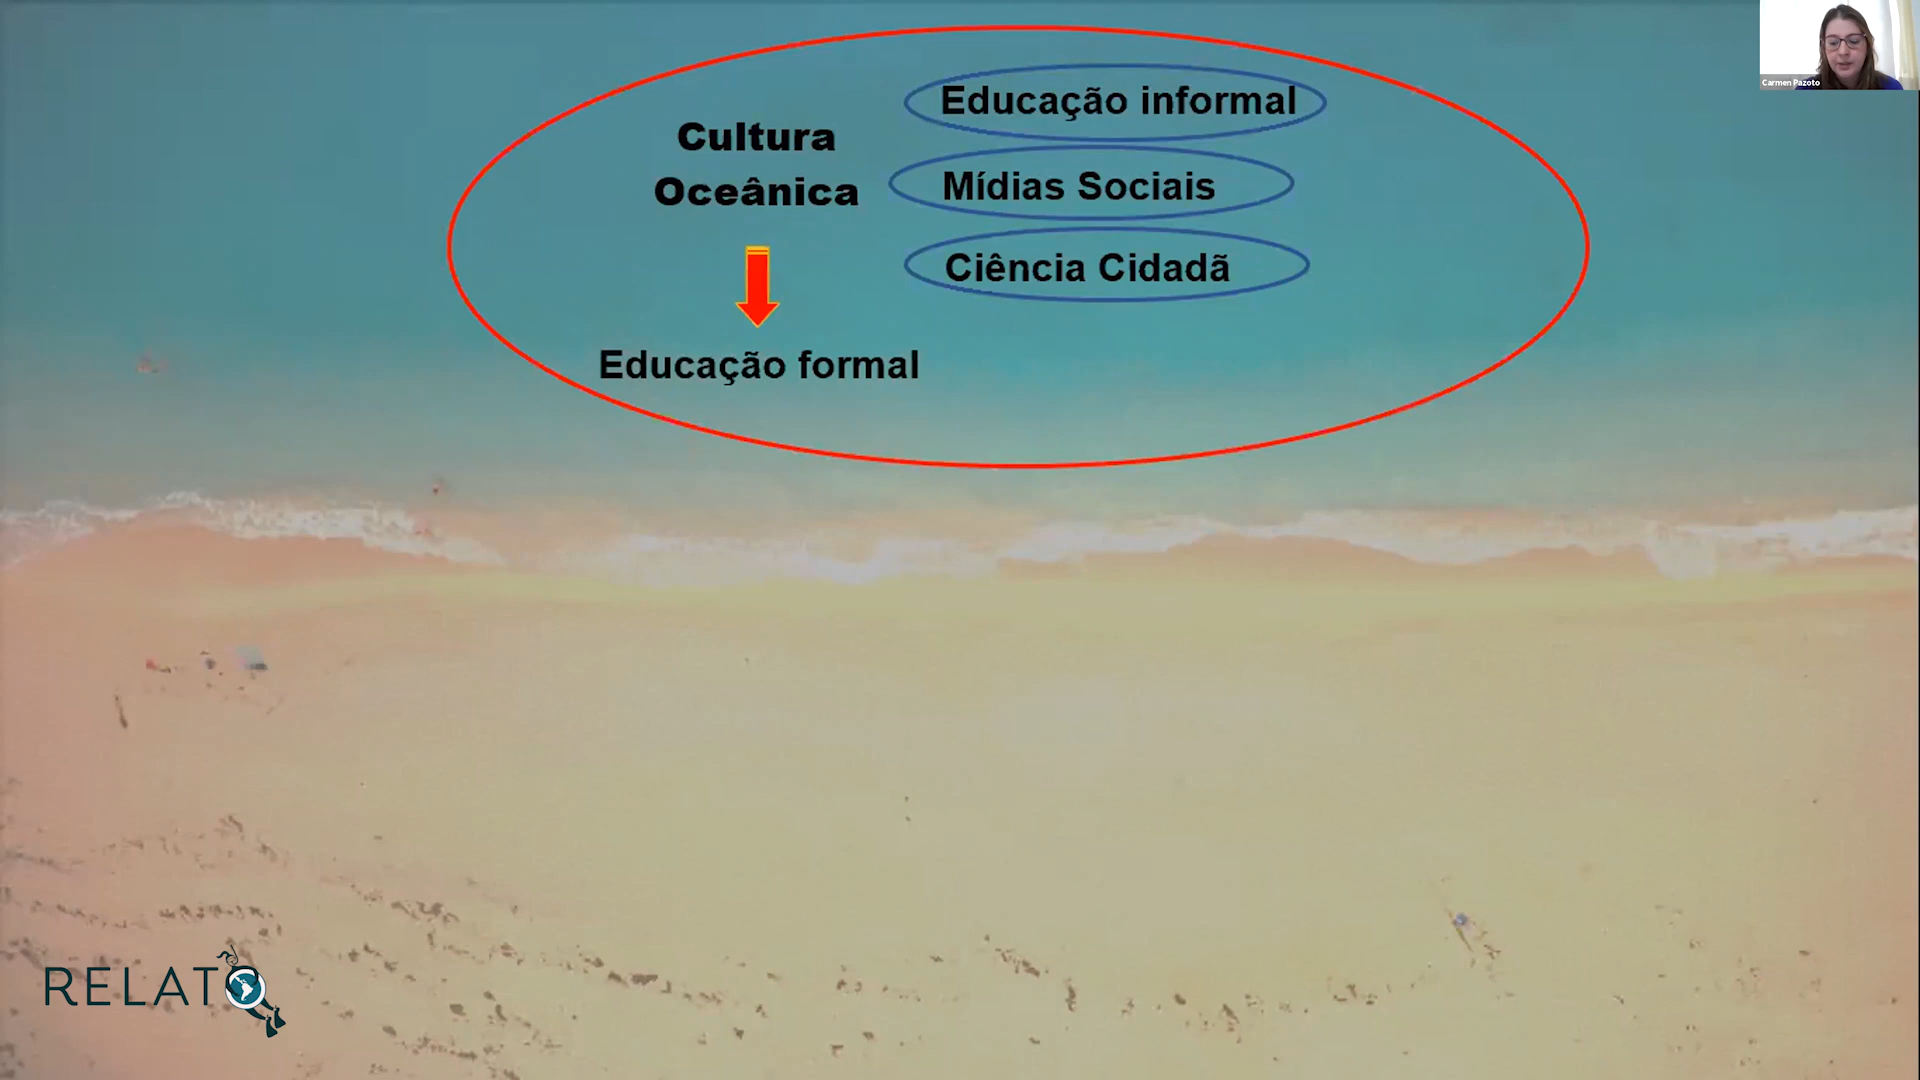 Carmen Pazoto
Cultura
Oceânica
Educação informal
Mídias Sociais
Ciência Cidadã
Educação formal
RELATO